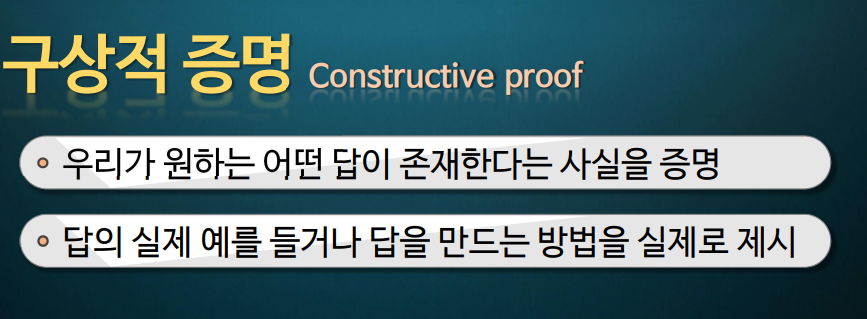 구상적 증명 Constructive proof
우리가 원하는 어떤 답이 존재한다는 사실을 증명
답의 실제 예를 들거나 답을 만드는 방법을 실제로 제시